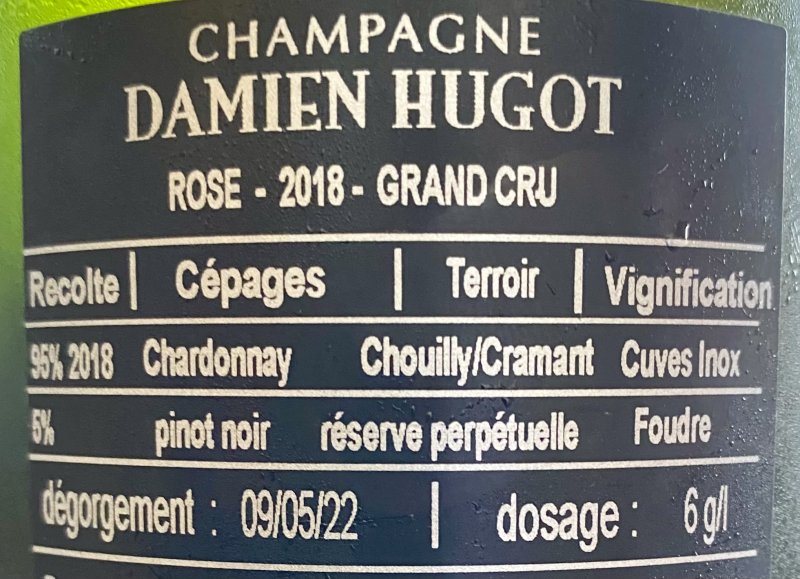 CHAMPAGNE
DAMIEN HUGOT
ROSE - 2018 - GRAND CRU
Recolte | Cépages | Terroir | Vignification
95% 2018 Chardonnay Chouilly/Cramant Cuves Inox
5% pinot noir réserve perpétuelle Foudre
dégorgement : 09/05/22 | dosage : 6 g/l